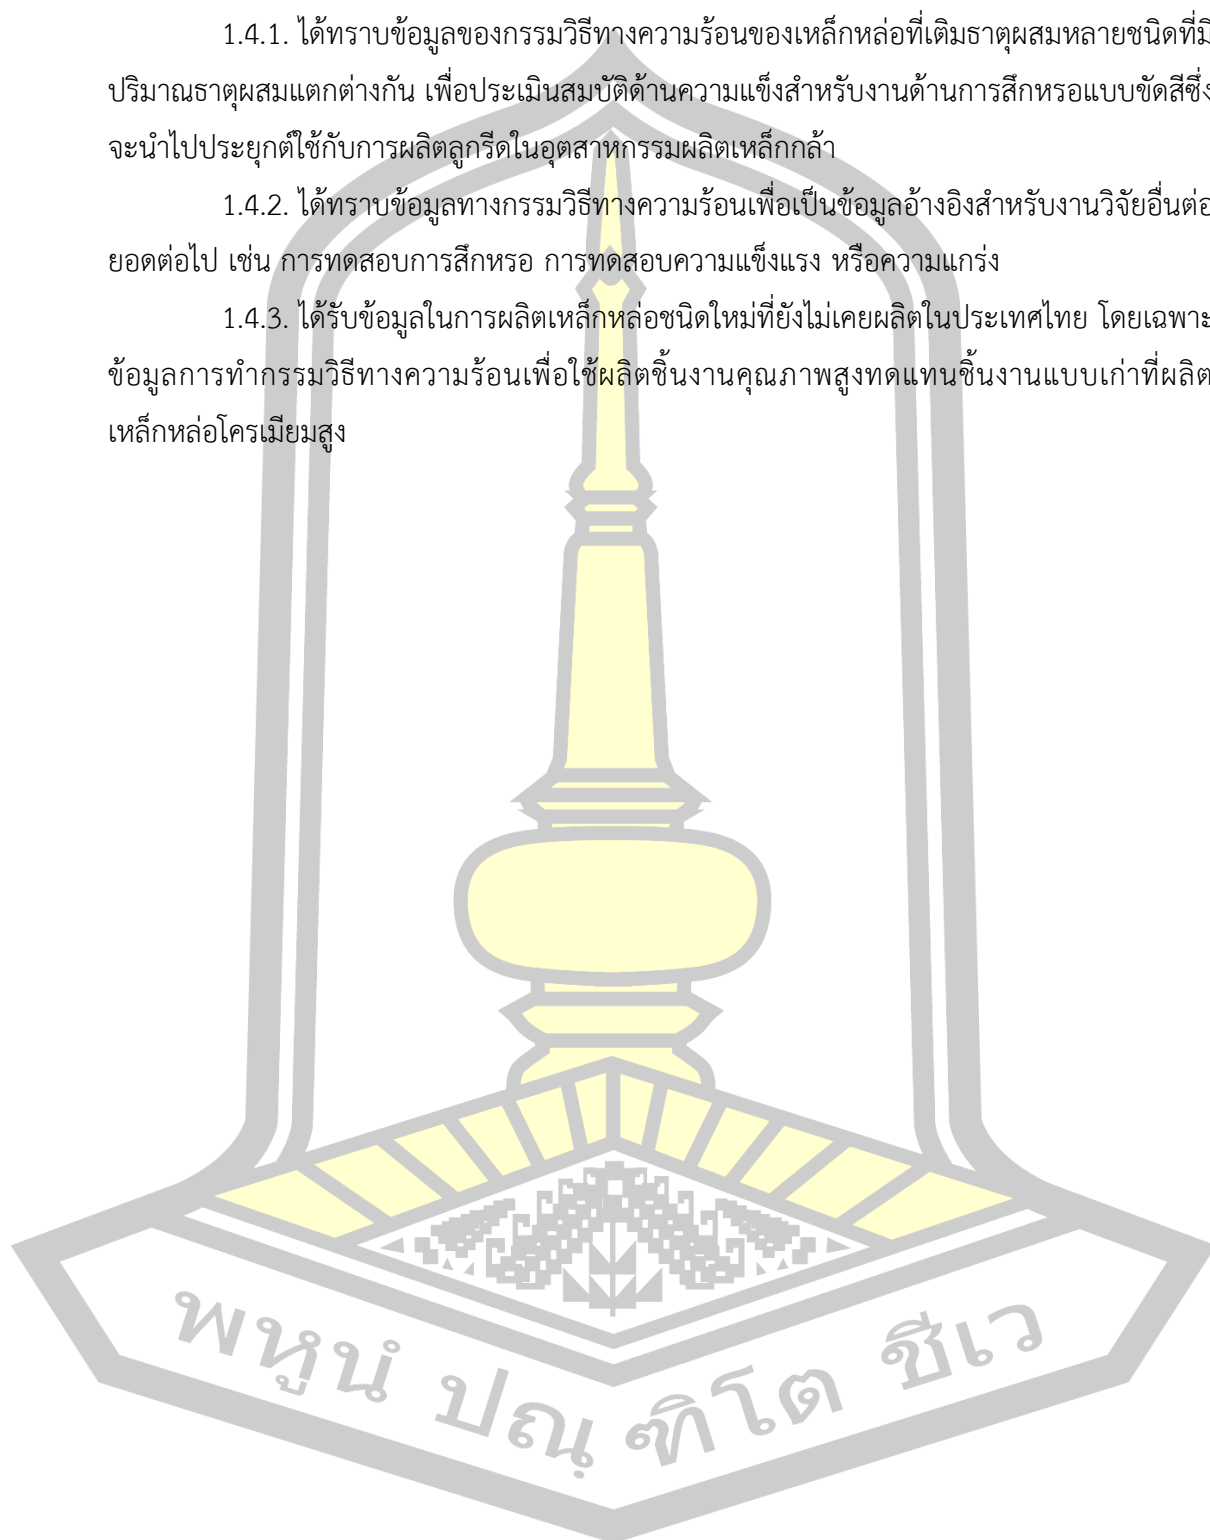 1.4.1. ได้ทราบข้อมูลของกรรมวิธีทางความร้อนของเหล็กหล่อที่เติมธาตุผสมหลายชนิดที่มี
ปริมาณธาตุผสมแตกต่างกัน เพื่อประเมินสมบัติด้านความแข็งสำหรับงานด้านการสึกหรอแบบขัดสีซึ่ง
จะนำไปประยุกต์ใช้กับการผลิตลูกรีดในอุตสาหกรรมผลิตเหล็กกล้า
1.4.2. ได้ทราบข้อมูลทางกรรมวิธีทางความร้อนเพื่อเป็นข้อมูลอ้างอิงสำหรับงานวิจัยอื่นต่อ
ยอดต่อไป เช่น การทดสอบการสึกหรอ การทดสอบความแข็งแรง หรือความแกร่ง
1.4.3. ได้รับข้อมูลในการผลิตเหล็กหล่อชนิดใหม่ที่ยังไม่เคยผลิตในประเทศไทย โดยเฉพาะ
ข้อมูลการทำกรรมวิธีทางความร้อนเพื่อใช้ผลิตชิ้นงานคุณภาพสูงทดแทนชิ้นงานแบบเก่าที่ผลิต
เหล็กหล่อโครเมียมสูง
พหูนํ ปณฺฑิโต ชีเว